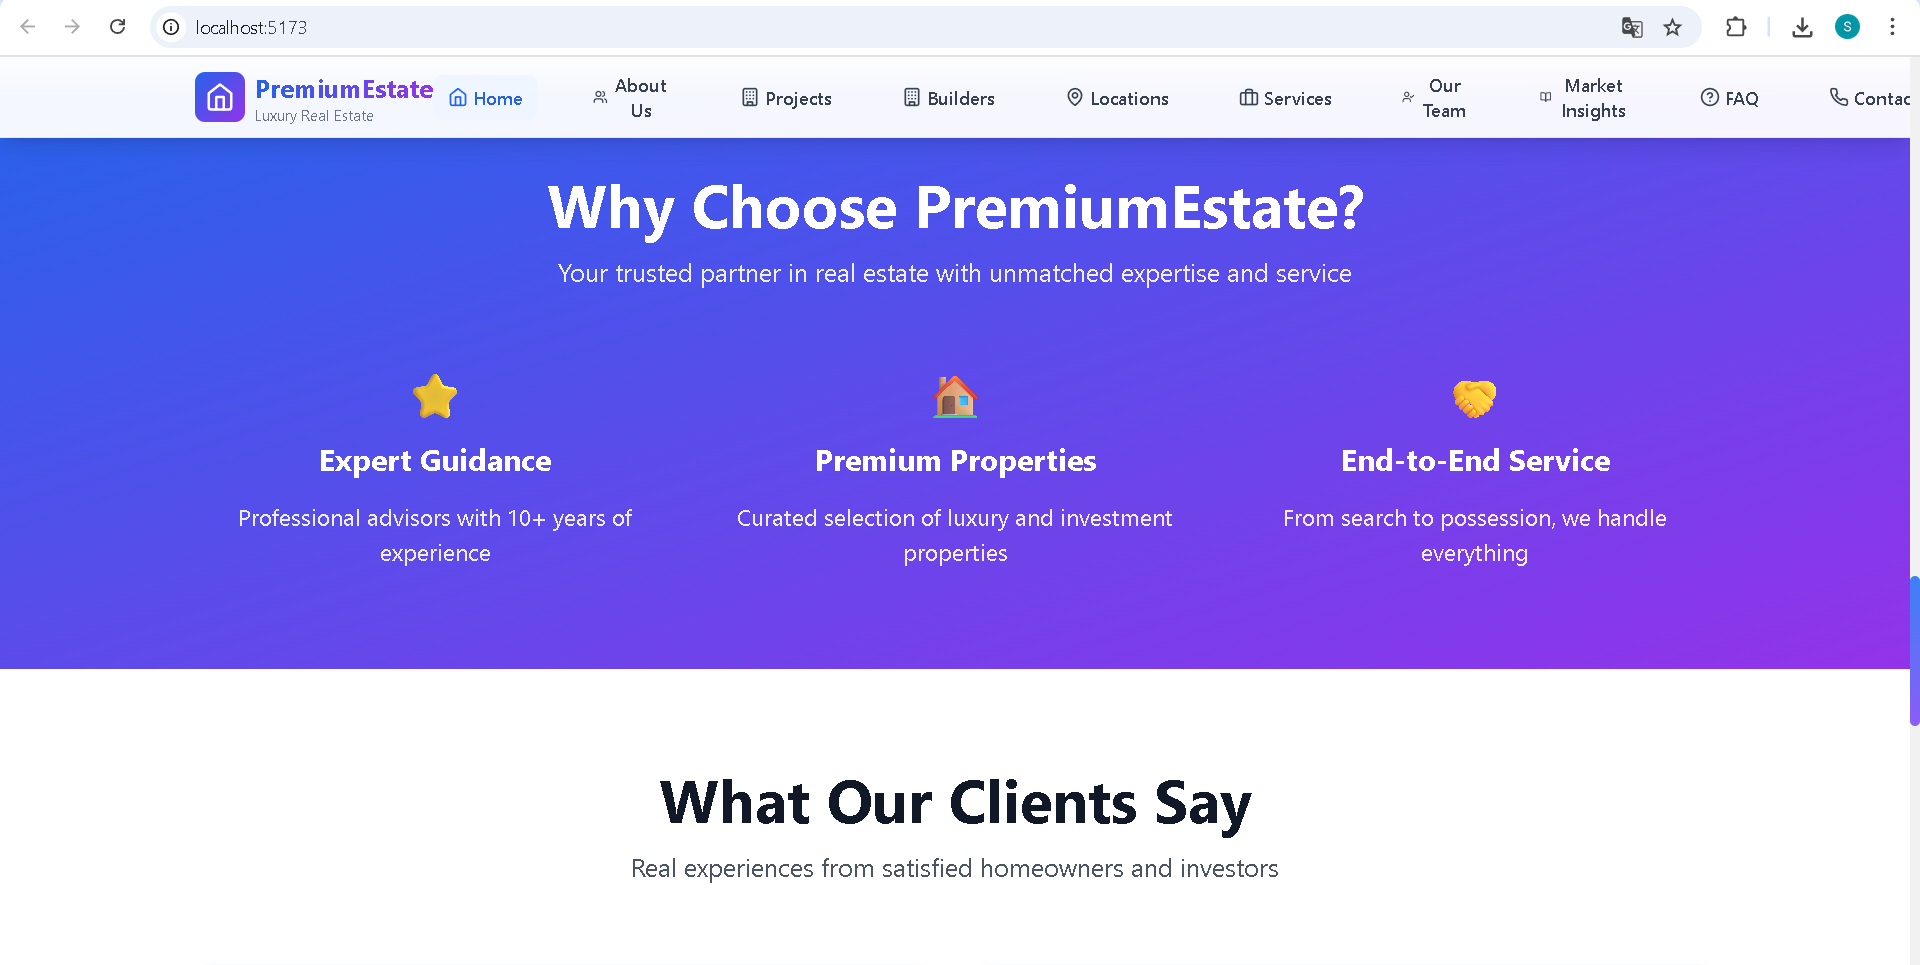 localhost:5173
S
PremiumEstate
Luxury Real Estate
Home
About
Us
Projects
Builders
Locations
Services
Our
Team
Market
Insights
FAQ
Contac
Why Choose PremiumEstate?
Your trusted partner in real estate with unmatched expertise and service
Expert Guidance
Professional advisors with 10+ years of
experience
Premium Properties
Curated selection of luxury and investment
properties
End-to-End Service
From search to possession, we handle
everything
What Our Clients Say
Real experiences from satisfied homeowners and investors